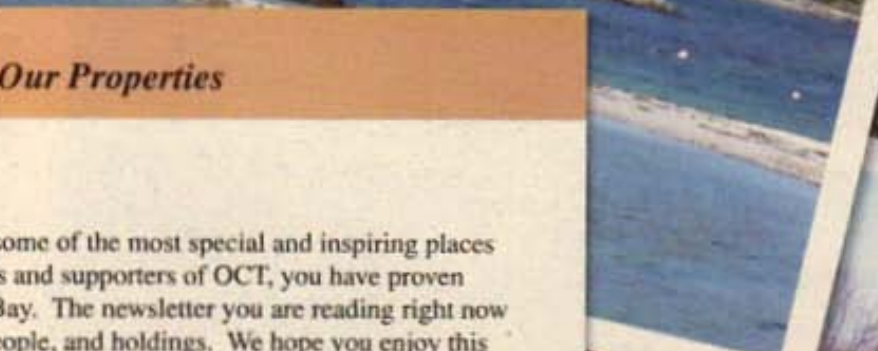 Our Properties
some of the most special and inspiring places
s and supporters of OCT, you have proven
Bay. The newsletter you are reading right now
eople, and holdings. We hope you enjoy this